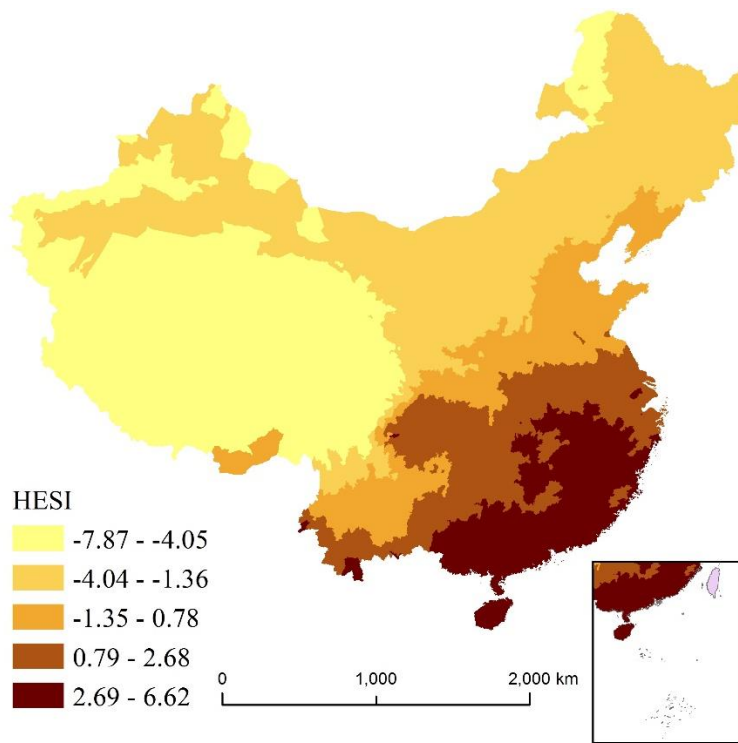 HESI
-7.87 - -4.05
-4.04 - -1.36
-1.35 - 0.78
0.79 - 2.68
2.69 - 6.62
0 1,000 2,000 km